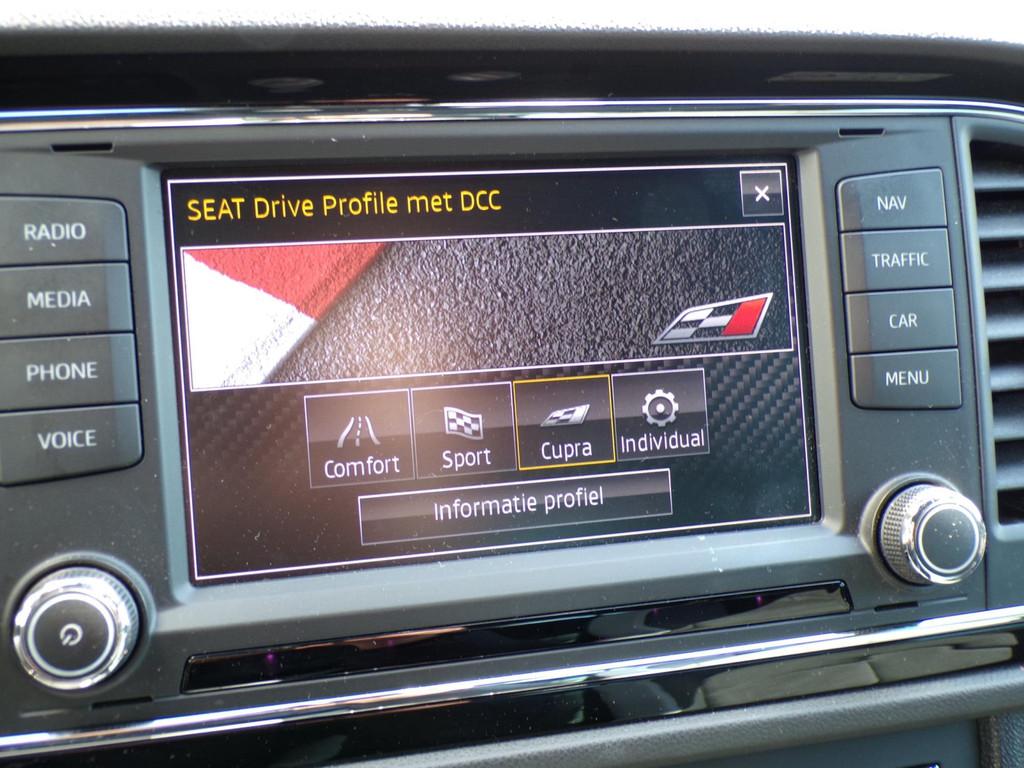 SEAT Drive Profile met DCC
RADIO
MEDIA
PHONE
VOICE
Comfort
Sport
Cupra
Individual
Informatie profiel
NAV
TRAFFIC
CAR
MENU